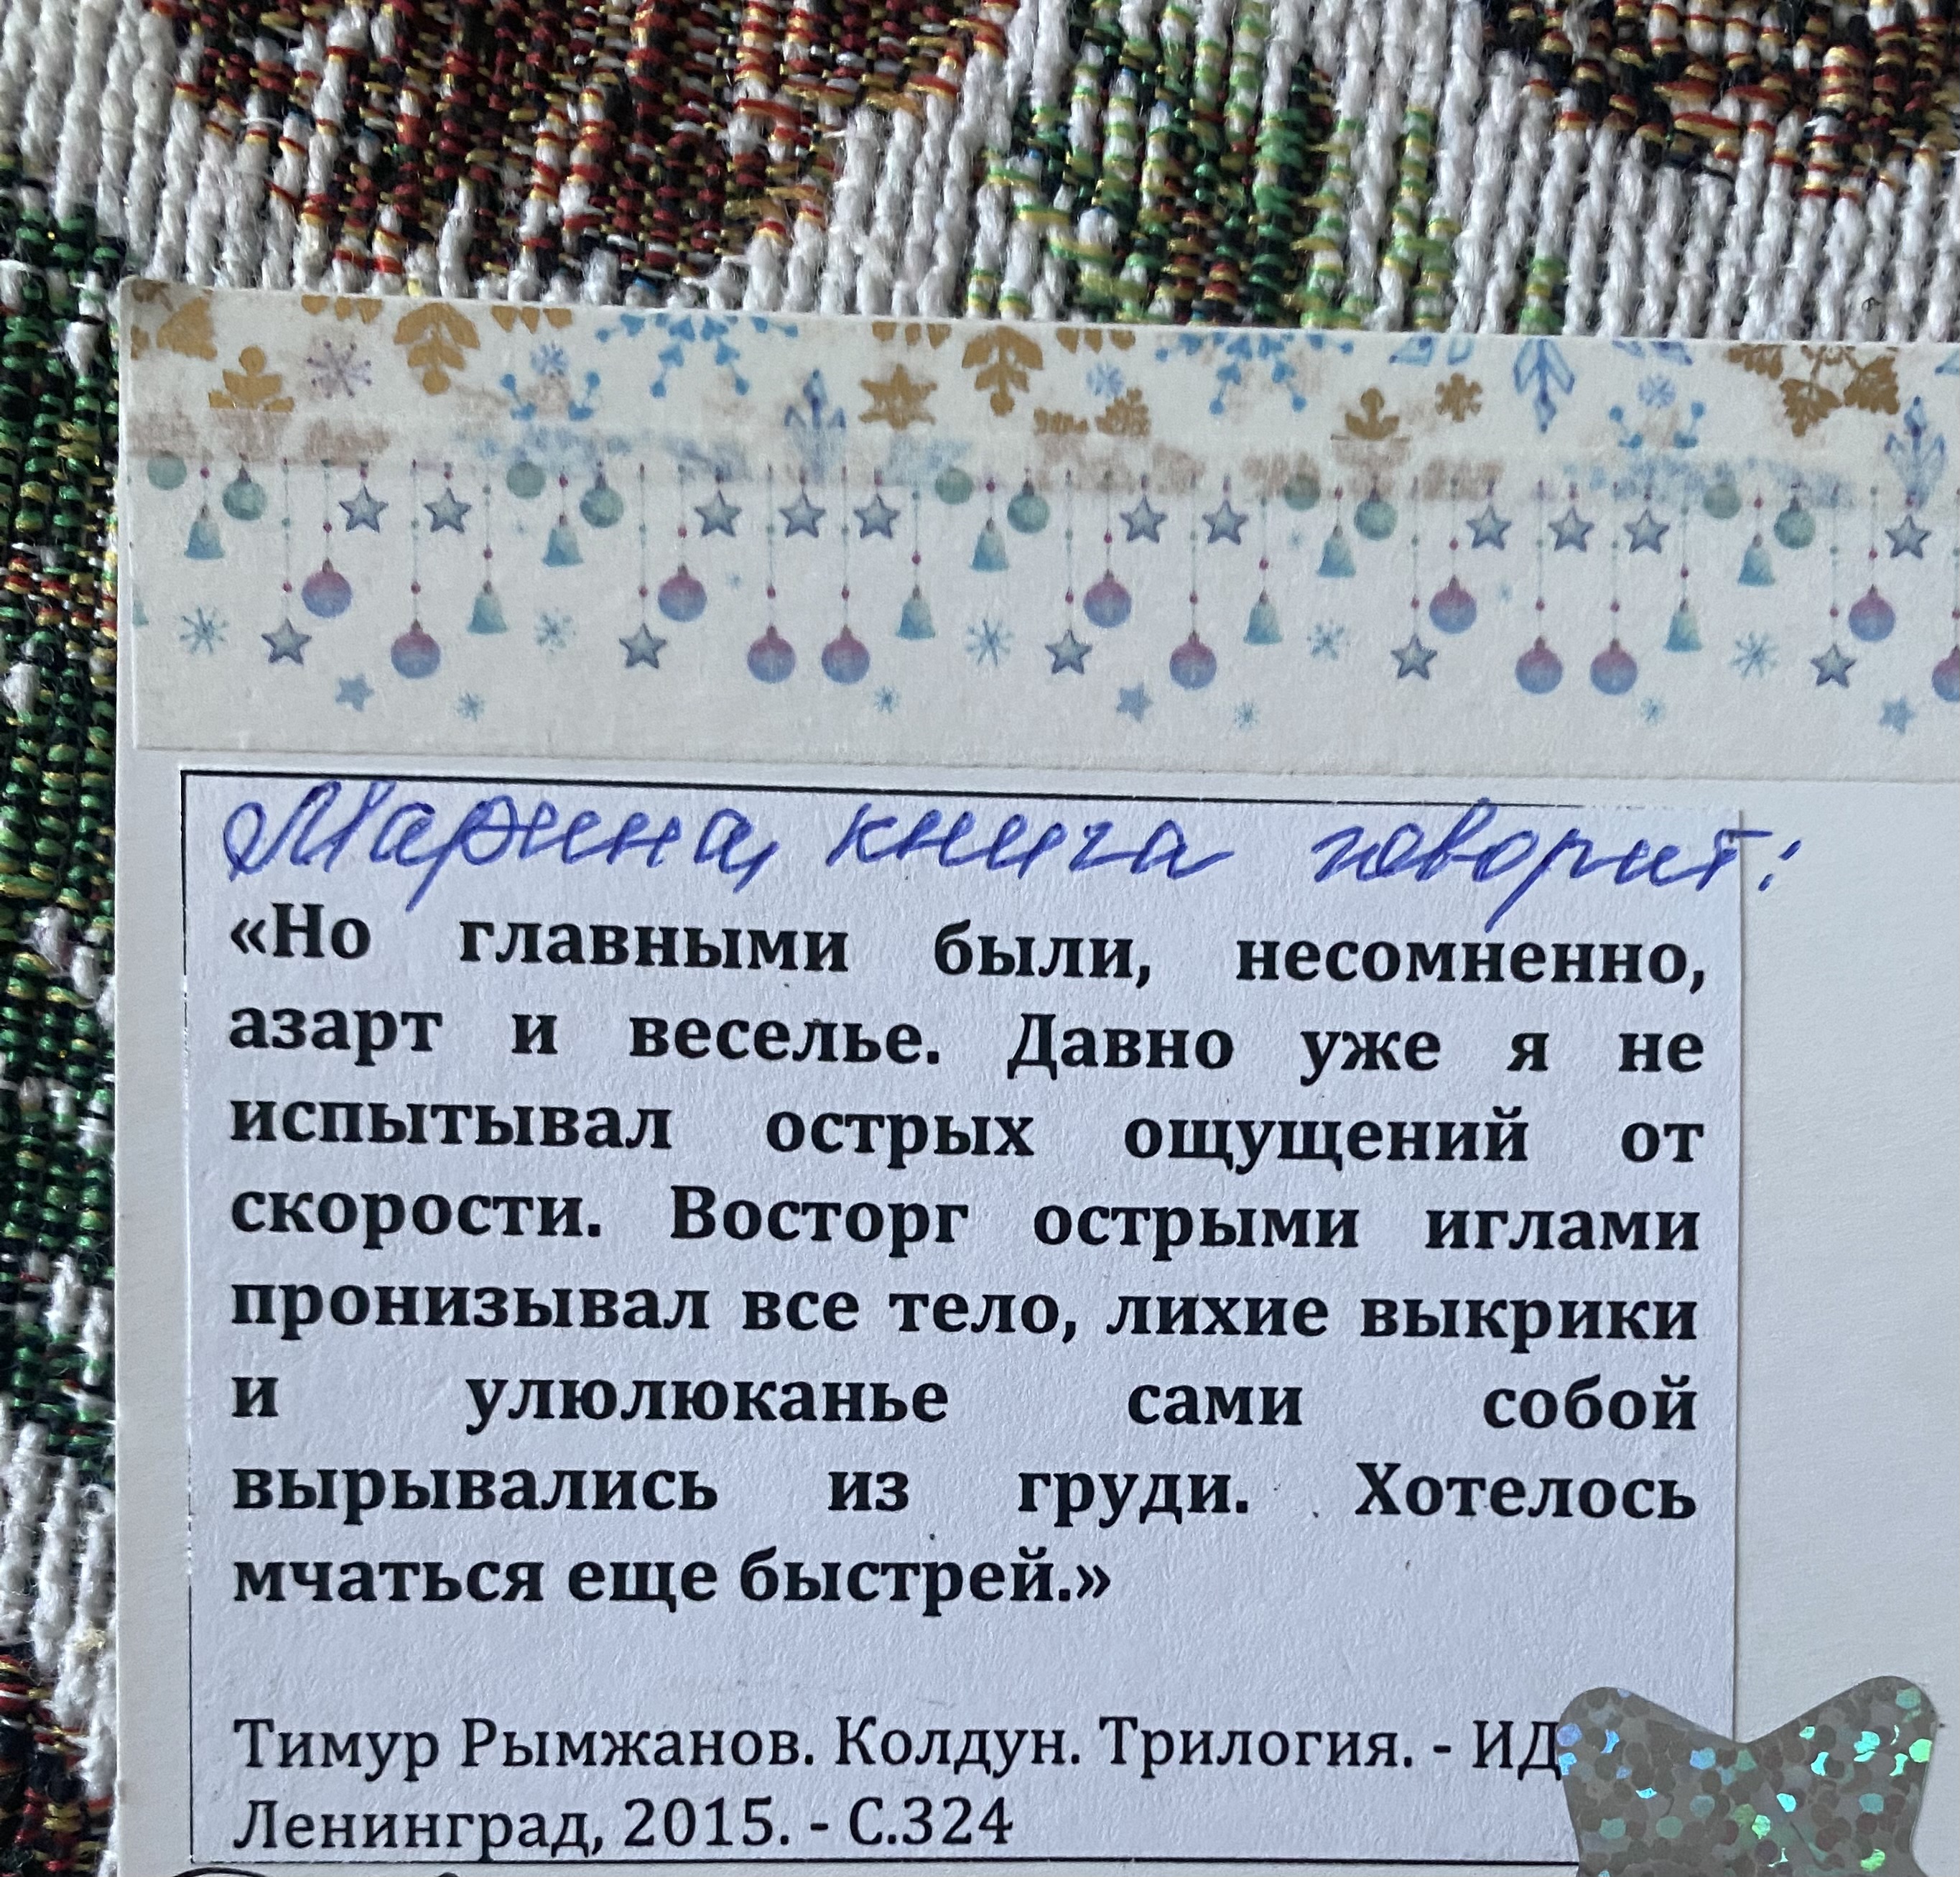 Марина, книга говорит:
«Но главными были, несомненно,
азарт и веселье. Давно уже я не
испытывал острых ощущений от
скорости. Восторг острыми иглами
пронизывал все тело, лихие выкрики
и улюлюканье сами собой
вырывались из груди. Хотелось
мчаться еще быстрей.»
Тимур Рымжанов. Колдун. Трилогия. - ИД
Ленинград, 2015. - С.324